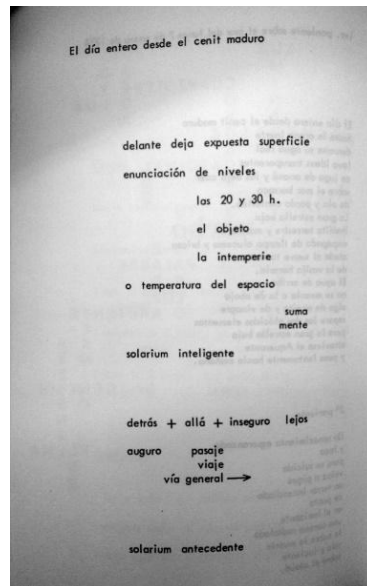 El día entero desde el cenit maduro
delante deja expuesta superficie
enunciación de niveles
las 20 y 30 h.
el objeto
la intemperie
o temperatura del espacio
suma
mente
solarium inteligente
detrás + allá + inseguro lejos
auguro pasaje
viaje
vía general →
solarium antecedente